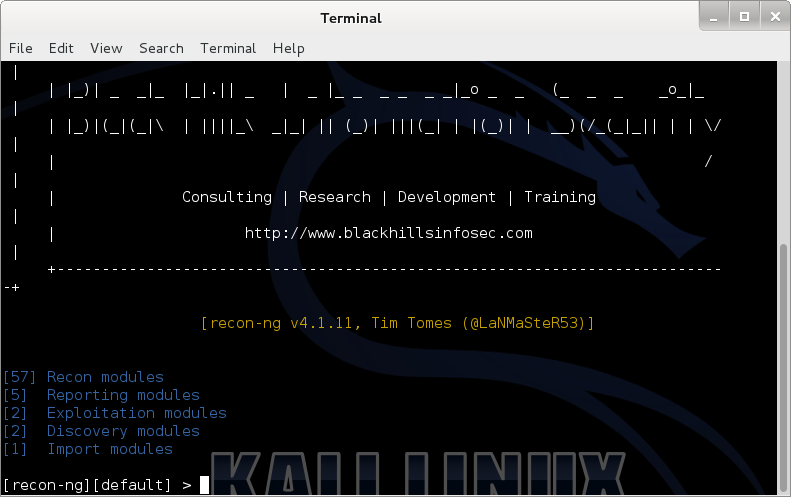 Terminal
File Edit View Search Terminal Help
|
| |_)| _  _|_  |_|.|| _   |  _ |_ _  _ _  _ _|_o _  _   (_  _  _    _o|_
|
| |_)|(_|(_|\  | ||||_\  _|_| || (_)| |||(_| | |(_)| |  __)(/_(_|_|| | | \/
|
|                                                                        /
|
| Consulting | Research | Development | Training
|
| http://www.blackhillsinfosec.com
|
+--------------------------------------------------------------------------
-+
[recon-ng v4.1.11, Tim Tomes (@LaNMaSteR53)]
[57] Recon modules
[5]  Reporting modules
[2]  Exploitation modules
[2]  Discovery modules
[1]  Import modules
KALI LINUX
[recon-ng][default] >